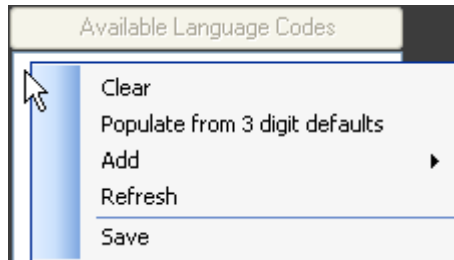 Available Language Codes
Clear
Populate from 3 digit defaults
Add
Refresh
Save